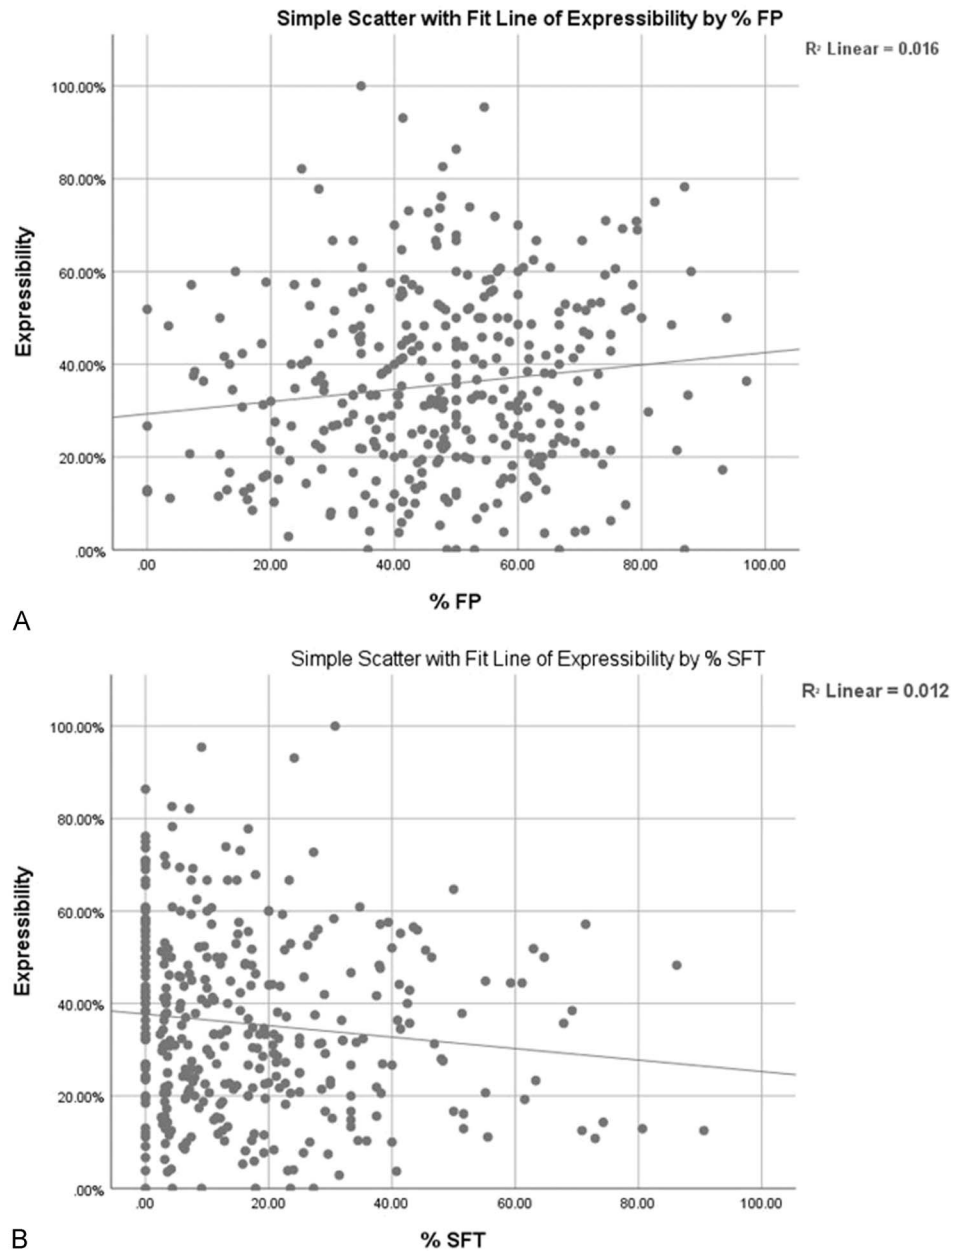 Simple Scatter with Fit Line of Expressibility by % FP
R² Linear = 0.016
100.00%
80.00%
60.00%
40.00%
20.00%
.00%
Expressibility
.00 20.00 40.00 60.00 80.00 100.00
% FP
A
Simple Scatter with Fit Line of Expressibility by % SFT
R² Linear = 0.012
100.00%
80.00%
60.00%
40.00%
20.00%
.00%
Expressibility
.00 20.00 40.00 60.00 80.00 100.00
% SFT
B